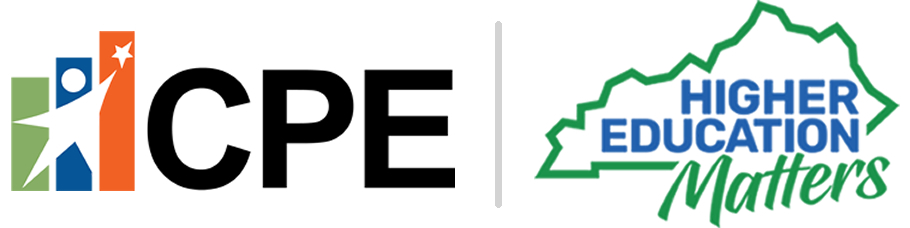 CPE
HIGHER
EDUCATION
Matters